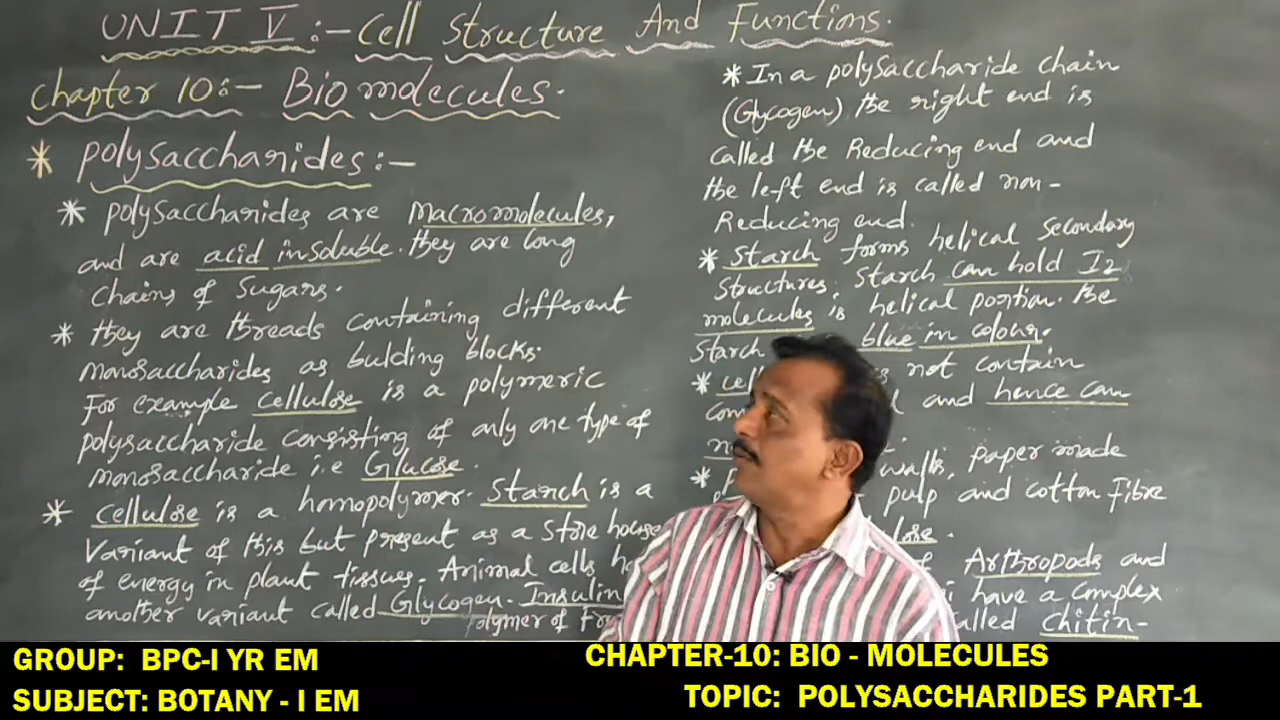 UNIT V :- Cell Structure And Functions.
Chapter 10:- Biomolecules.
* polysaccharides:-
* polysaccharides are Macromolecules,
and are acid insoluble. they are long
Chains of Sugars.
* they are threads containing different
monosaccharides as bulding blocks.
For example cellulose is a polymeric
polysaccharide consisting of only one type of
monosaccharide i.e Glucose.
* cellulose is a homopolymer. Starch is a
Variant of this but present as a Store house
of energy in plant tissues. Animal cells
another variant called Glycogen. Insulin
polymer of
* In a polysaccharide chain
(Glycogen) the right end is
called the Reducing end and
the left end is called non-
Reducing end.
* Starch forms helical Secondary
Structures. Starch can hold I2
molecules is helical portion. The
Starch blue in colour.
* not contain
and hence can
*
walls, paper made
pulp and cotton Fibre
of Arthropods and
have a complex
called chitin-
GROUP: BPC-I YR EM
SUBJECT: BOTANY - I EM
CHAPTER-10: BIO - MOLECULES
TOPIC: POLYSACCHARIDES PART-1